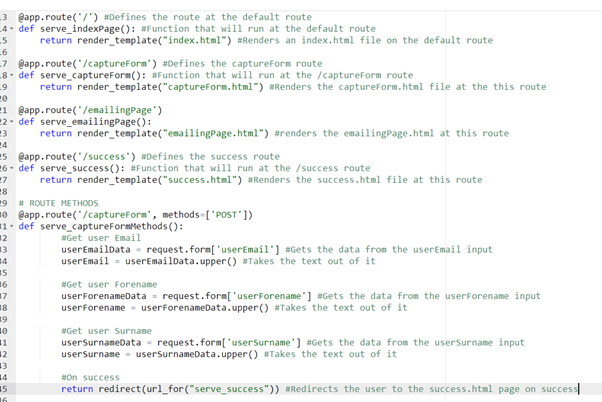 13 @app.route('/') #Defines the route at the default route
14 def serve_indexPage(): #Function that will run at the default route
15 return render_template("index.html") #Renders an index.html file on the default route
16
17 @app.route('/captureForm') #Defines the captureForm route
18 def serve_captureForm(): #Function that will run at the /captureForm route
19 return render_template("captureForm.html") #Renders the captureForm.html file at the this route
20
21 @app.route('/emailingPage')
22 def serve_emailingPage():
23 return render_template("emailingPage.html") #renders the emailingPage.html at this route
24
25 @app.route('/success') #Defines the success route
26 def serve_success(): #Function that will run at the /success route
27 return render_template("success.html") #Renders the success.html file at this route
28
29 # ROUTE METHODS
30 @app.route('/captureForm', methods=['POST'])
31 def serve_captureFormMethods():
32 #Get user Email
33 userEmailData = request.form['userEmail'] #Gets the data from the userEmail input
34 userEmail = userEmailData.upper() #Takes the text out of it
35
36 #Get user Forename
37 userForenameData = request.form['userForename'] #Gets the data from the userForename input
38 userForename = userForenameData.upper() #Takes the text out of it
39
40 #Get user Surname
41 userSurnameData = request.form['userSurname'] #Gets the data from the userSurname input
42 userSurname = userSurnameData.upper() #Takes the text out of it
43
44 #On success
45 return redirect(url_for("serve_success")) #Redirects the user to the success.html page on success
46